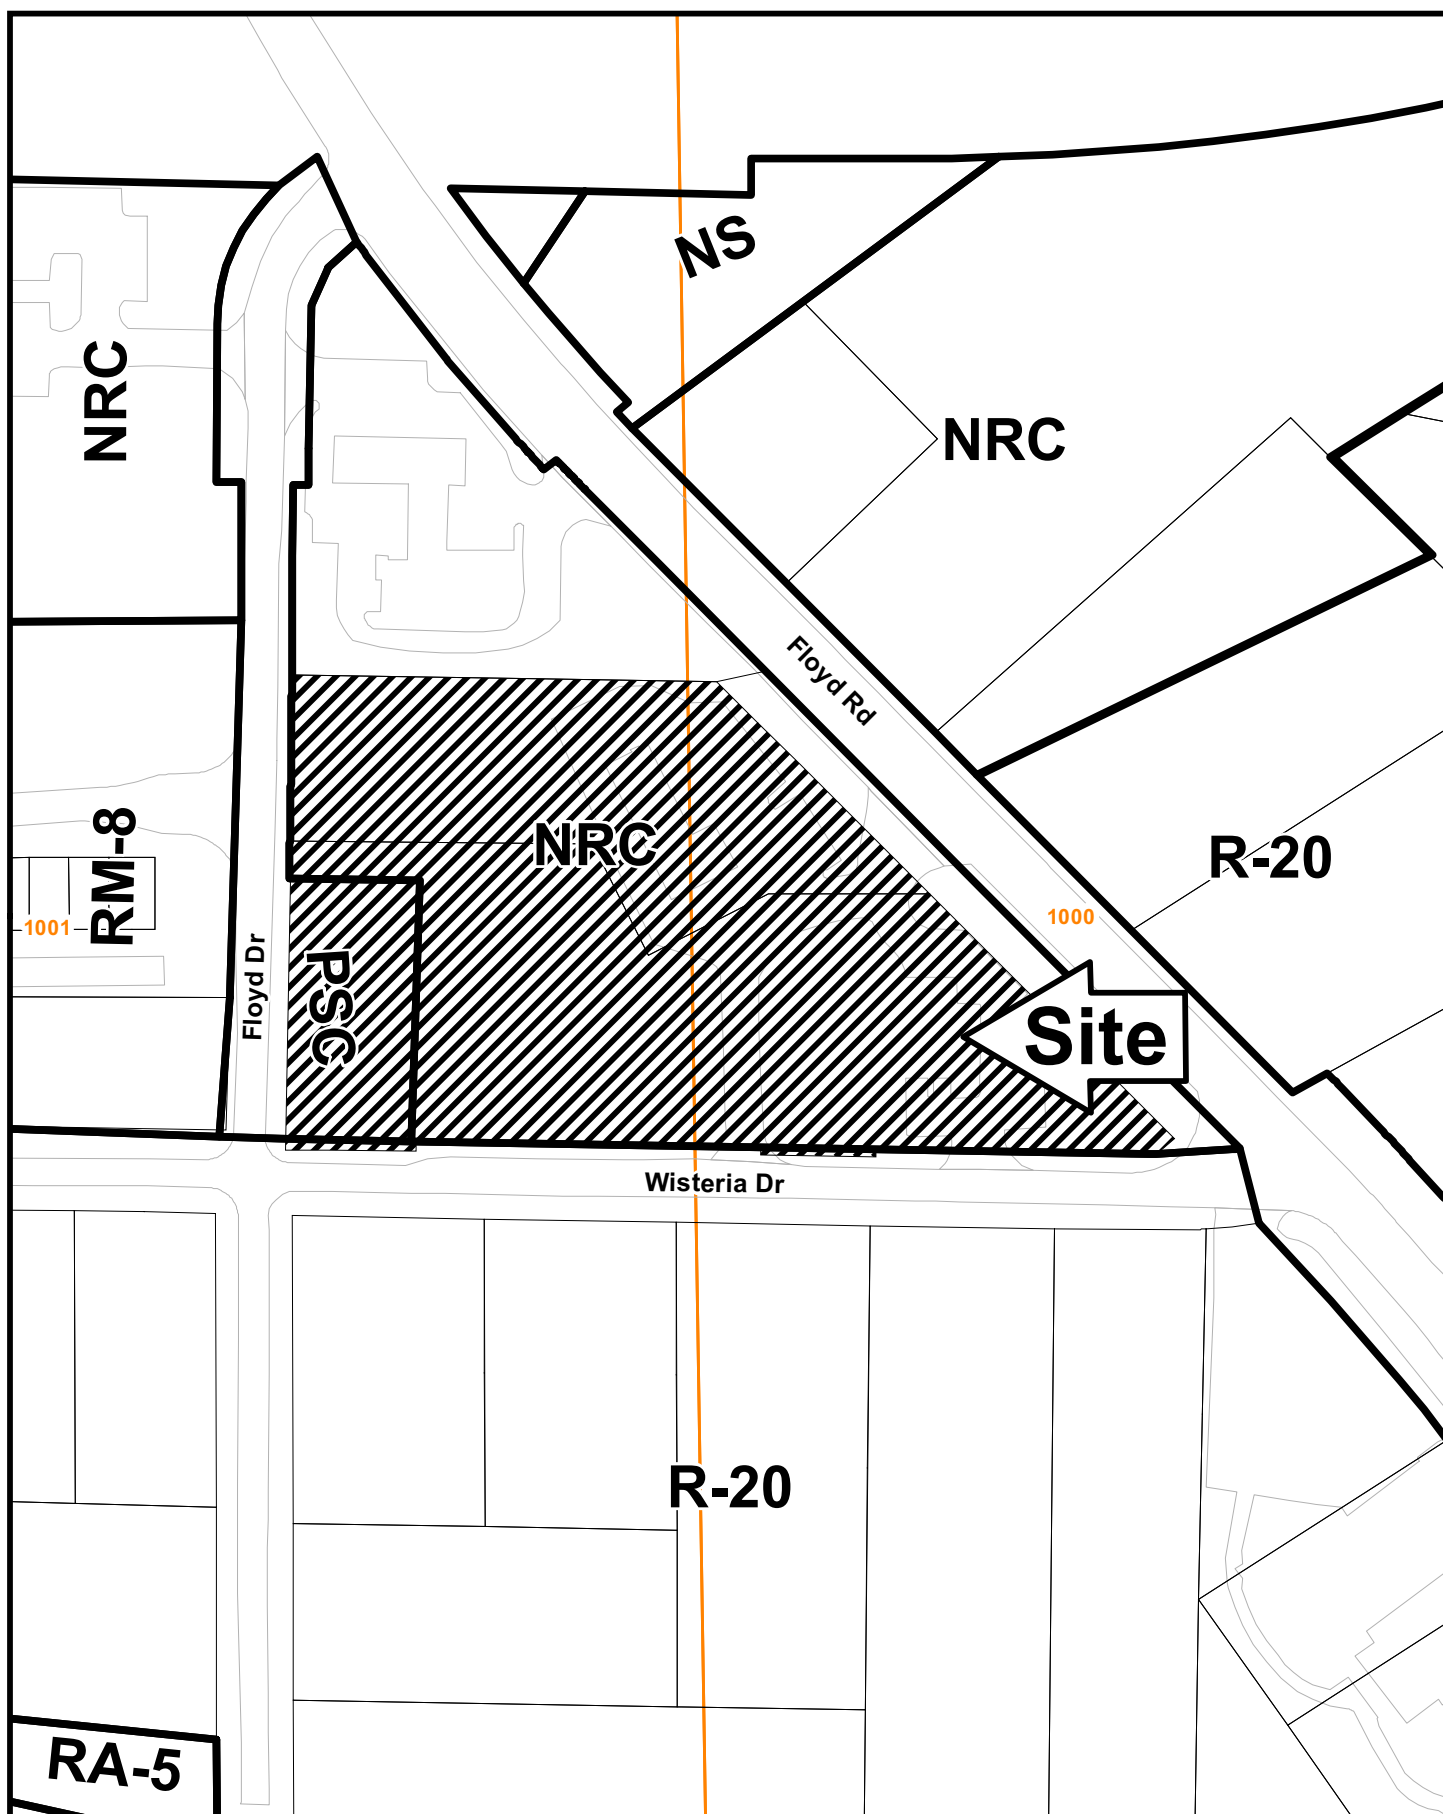 NS
NRC
NRC
Floyd Rd
NRC
RM-8
R-20
1001
1000
Floyd Dr
PSC
Site
Wisteria Dr
R-20
RA-5